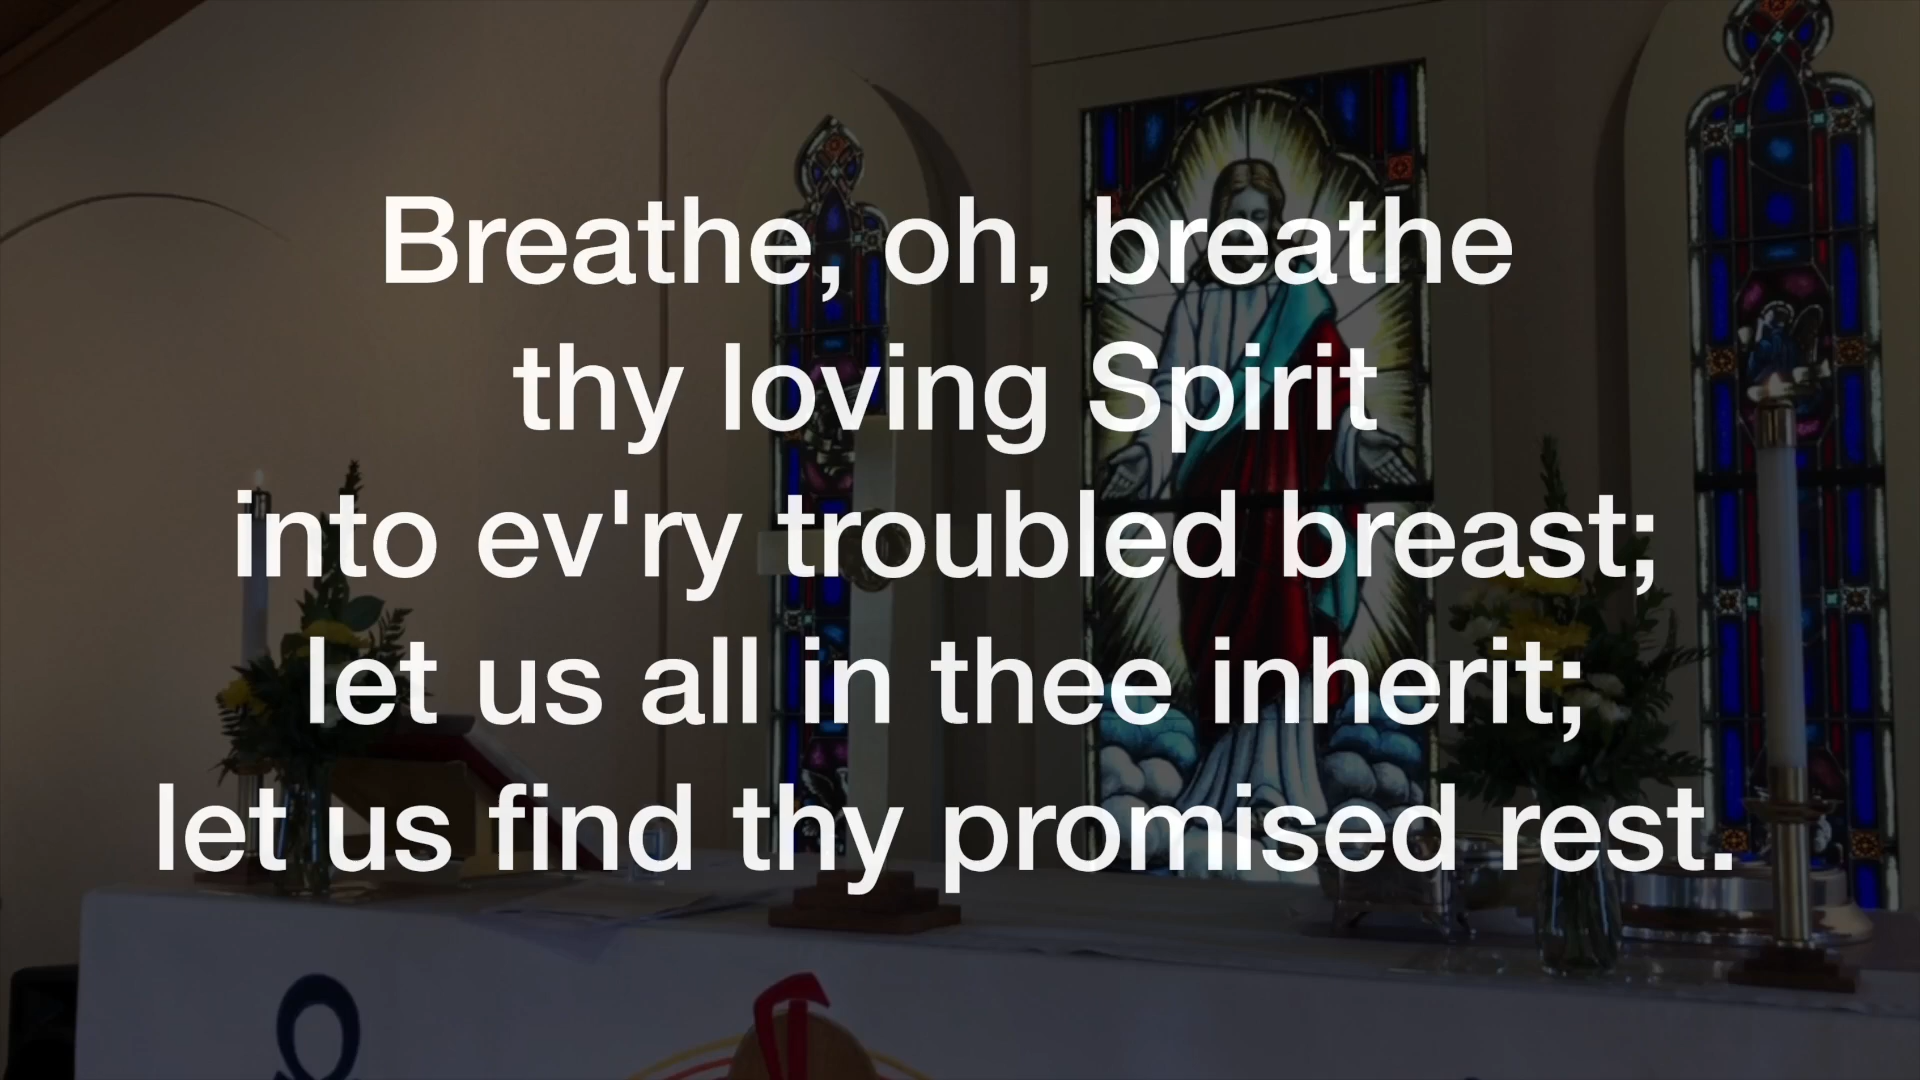 Breathe, oh, breathe
thy loving Spirit
into ev'ry troubled breast;
let us all in thee inherit;
let us find thy promised rest.